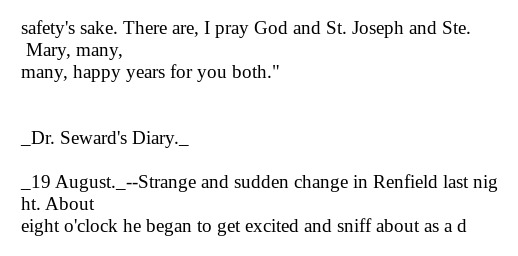 safety's sake. There are, I pray God and St. Joseph and Ste.
Mary, many,
many, happy years for you both."
_Dr. Seward's Diary._
_19 August._--Strange and sudden change in Renfield last nig
ht. About
eight o'clock he began to get excited and sniff about as a d